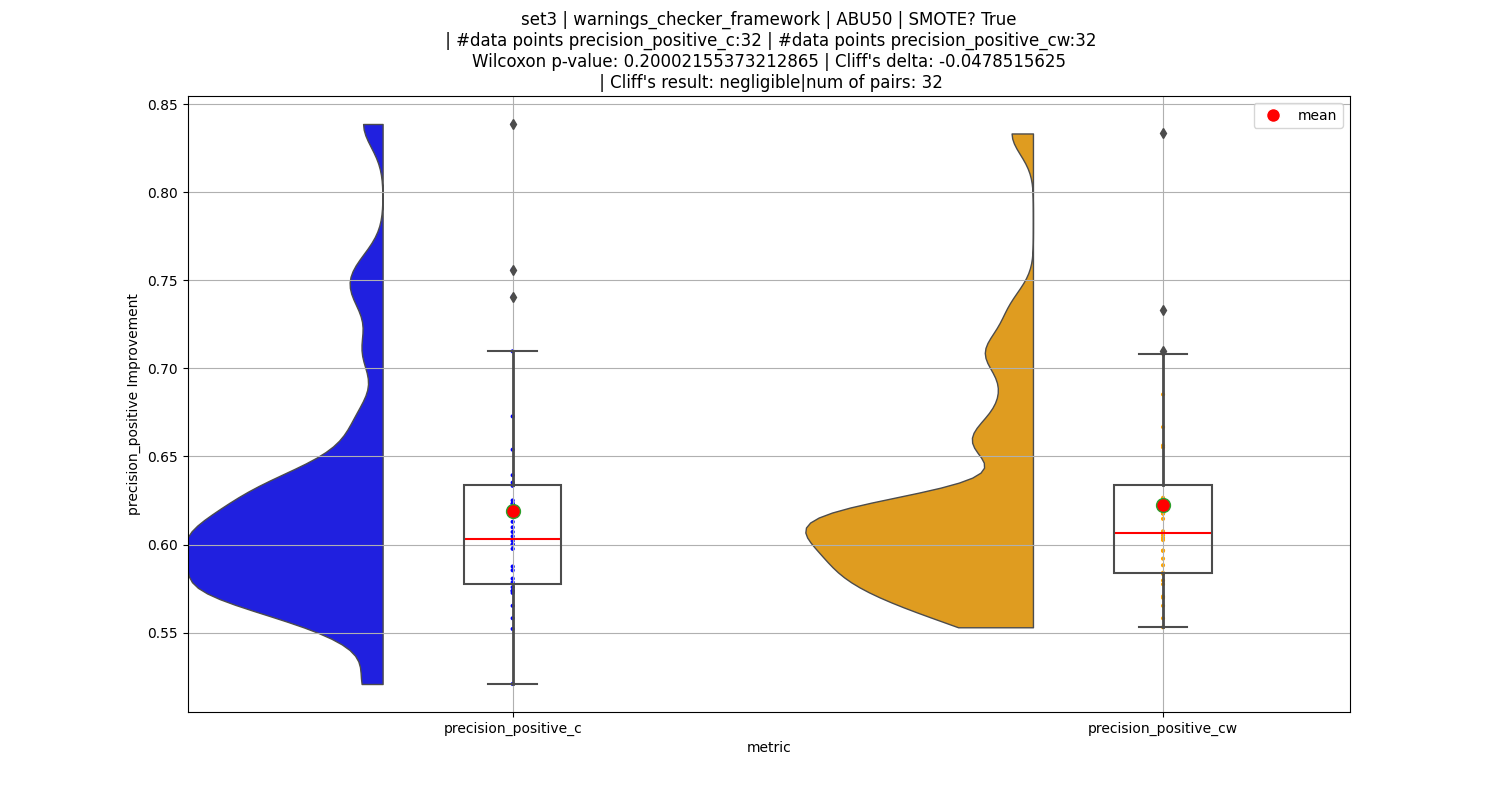 set3 | warnings_checker_framework | ABU50 | SMOTE? True
| #data points precision_positive_c:32 | #data points precision_positive_cw:32
Wilcoxon p-value: 0.20002155373212865 | Cliff's delta: -0.0478515625
| Cliff's result: negligible|num of pairs: 32
mean
0.85
0.80
0.75
0.70
0.65
0.60
0.55
precision_positive Improvement
precision_positive_c
precision_positive_cw
metric